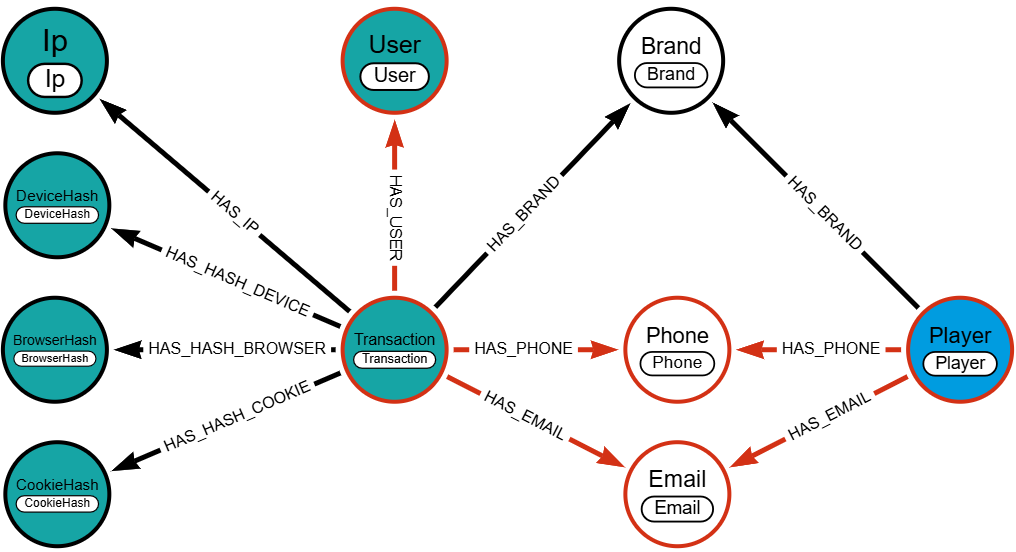 Ip
Ip
User
User
Brand
Brand
DeviceHash
DeviceHash
HAS_IP
HAS_USER
HAS_BRAND
HAS_BRAND
HAS_HASH_DEVICE
BrowserHash
BrowserHash
HAS_HASH_BROWSER
Transaction
Transaction
HAS_PHONE
Phone
Phone
HAS_PHONE
Player
Player
HAS_HASH_COOKIE
HAS_EMAIL
HAS_EMAIL
CookieHash
CookieHash
Email
Email